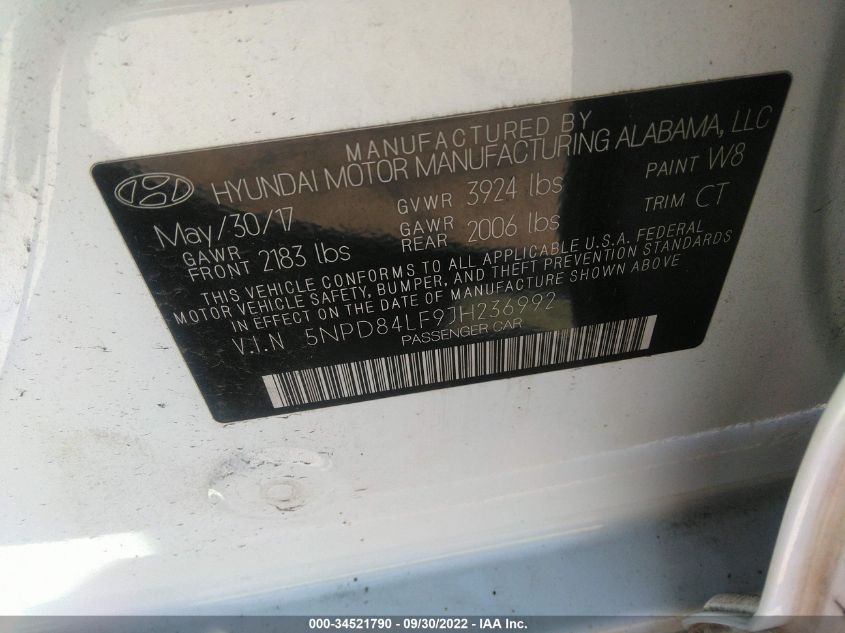 MANUFACTURED BY
HYUNDAI MOTOR MANUFACTURING ALABAMA, LLC
May/30/17 GVWR 3924 lbs PAINT W8
GAWR FRONT 2183 lbs GAWR REAR 2006 lbs TRIM CT
THIS VEHICLE CONFORMS TO ALL APPLICABLE U.S.A. FEDERAL
MOTOR VEHICLE SAFETY, BUMPER, AND THEFT PREVENTION STANDARDS
IN EFFECT ON THE DATE OF MANUFACTURE SHOWN ABOVE
V.I.N 5NPD84LF9JH236992
PASSENGER CAR
000-34521790 - 09/30/2022 - IAA Inc.